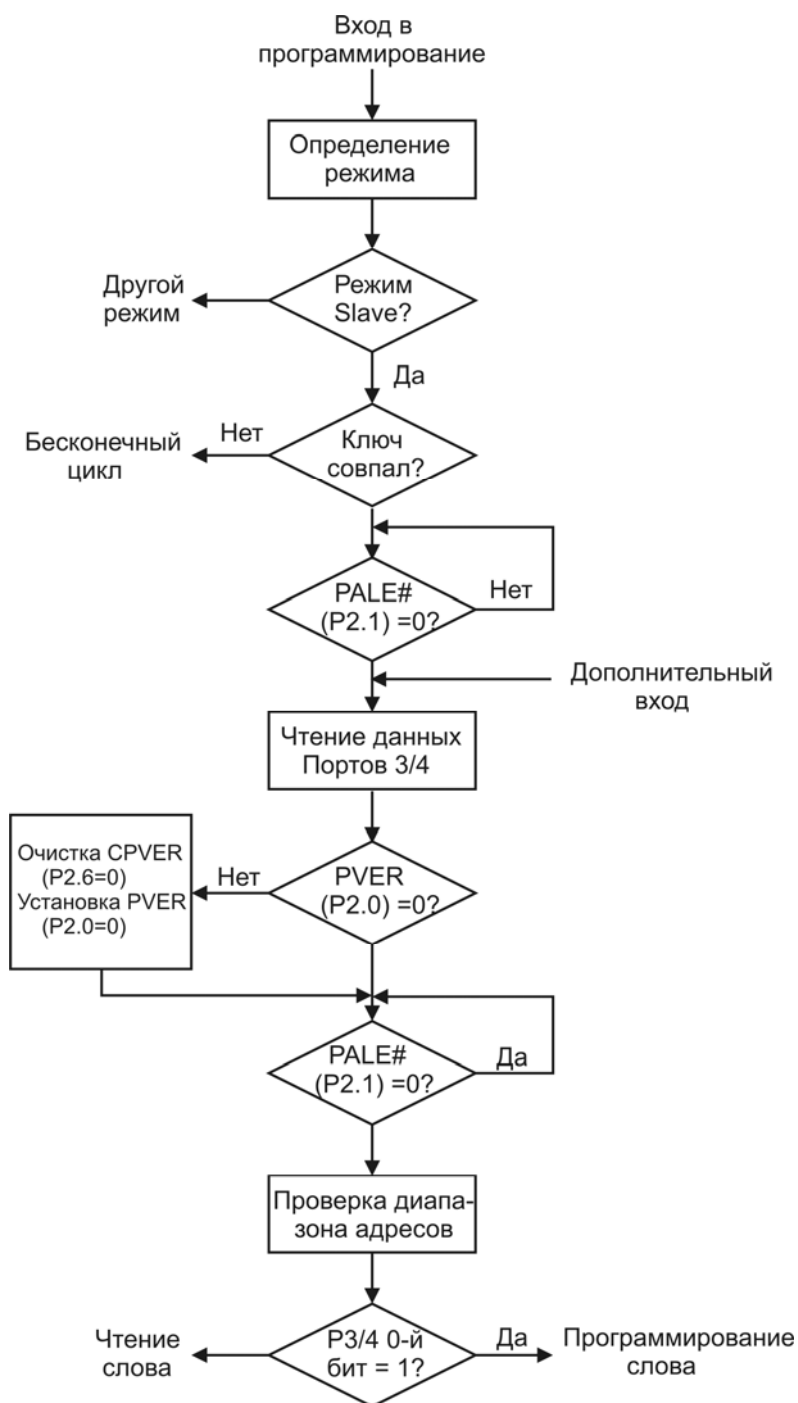 Вход в
программирование
Определение
режима
Другой
режим
Режим
Slave?
Да
Бесконечный
цикл
Нет
Ключ
совпал?
PALE#
(P2.1) =0?
Нет
Дополнительный
вход
Чтение данных
Портов 3/4
Очистка CPVER
(P2.6=0)
Установка PVER
(P2.0=0)
Нет
PVER
(P2.0) =0?
PALE#
(P2.1) =0?
Да
Проверка диапа-
зона адресов
Чтение
слова
P3/4 0-й
бит = 1?
Да
Программирование
слова